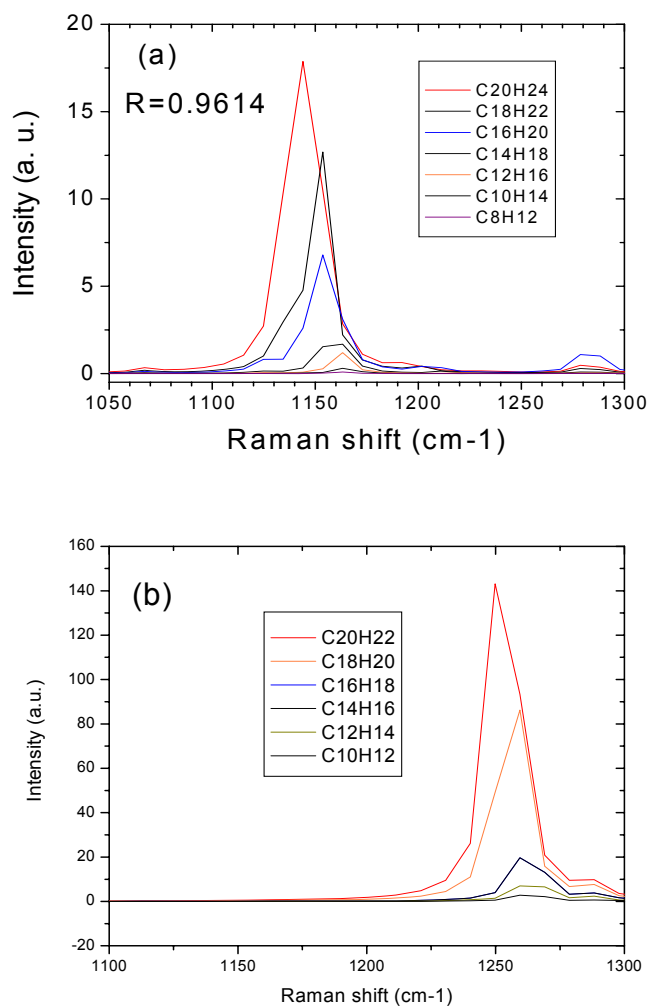 (a)
R=0.9614
20
15
10
5
0
Intensity (a. u.)
C20H24
C18H22
C16H20
C14H18
C12H16
C10H14
C8H12
1050 1100 1150 1200 1250 1300
Raman shift (cm-1)
(b)
160
140
120
100
80
60
40
20
0
-20
Intensity (a.u.)
C20H22
C18H20
C16H18
C14H16
C12H14
C10H12
1100 1150 1200 1250 1300
Raman shift (cm-1)